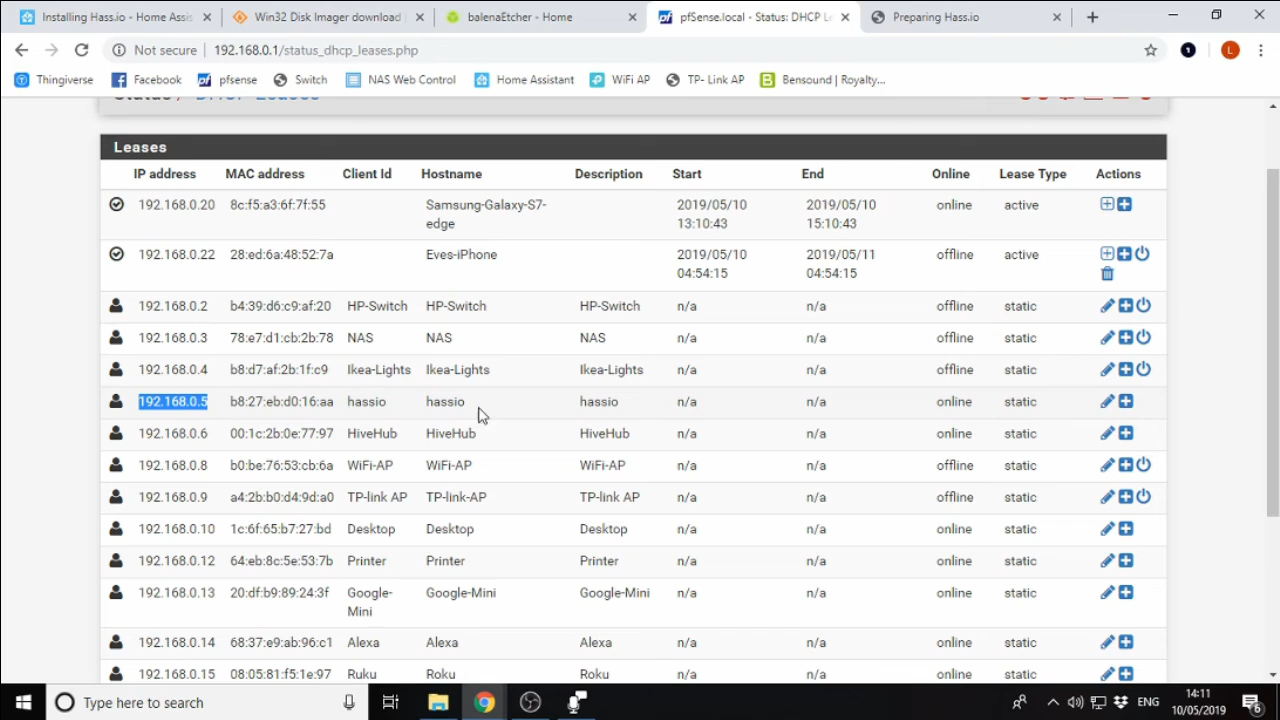 Installing Hass.io - Home Assis
Win32 Disk Imager download
balenaEtcher - Home
pfSense.local - Status: DHCP Le
Preparing Hass.io
Not secure | 192.168.0.1/status_dhcp_leases.php
1
L
Thingiverse
Facebook
pfsense
Switch
NAS Web Control
Home Assistant
WiFi AP
TP- Link AP
Bensound | Royalty...
Leases
IP address MAC address Client Id Hostname Description Start End Online Lease Type Actions
192.168.0.20 8c:f5:a3:6f:7f:55 Samsung-Galaxy-S7- 2019/05/10 2019/05/10 online active
edge 13:10:43 15:10:43
192.168.0.22 28:ed:6a:48:52:7a Eves-iPhone 2019/05/10 2019/05/11 offline active
04:54:15 04:54:15
192.168.0.2 b4:39:d6:c9:af:20 HP-Switch HP-Switch HP-Switch n/a n/a offline static
192.168.0.3 78:e7:d1:cb:2b:78 NAS NAS NAS n/a n/a offline static
192.168.0.4 b8:d7:af:2b:1f:c9 Ikea-Lights Ikea-Lights Ikea-Lights n/a n/a offline static
192.168.0.5 b8:27:eb:d0:16:aa hassio hassio hassio n/a n/a online static
192.168.0.6 00:1c:2b:0e:77:97 HiveHub HiveHub HiveHub n/a n/a online static
192.168.0.8 b0:be:76:53:cb:6a WiFi-AP WiFi-AP WiFi-AP n/a n/a offline static
192.168.0.9 a4:2b:b0:d4:9d:a0 TP-link AP TP-link-AP TP-link AP n/a n/a offline static
192.168.0.10 1c:6f:65:b7:27:bd Desktop Desktop Desktop n/a n/a online static
192.168.0.12 64:eb:8c:5e:53:7b Printer Printer Printer n/a n/a online static
192.168.0.13 20:df:b9:89:24:3f Google- Google-Mini Google-Mini n/a n/a online static
Mini
192.168.0.14 68:37:e9:ab:96:c1 Alexa Alexa Alexa n/a n/a online static
192.168.0.15 08:05:81:f5:1e:97 Ruku Roku Roku n/a n/a online static
Type here to search
ENG
14:11
10/05/2019
6